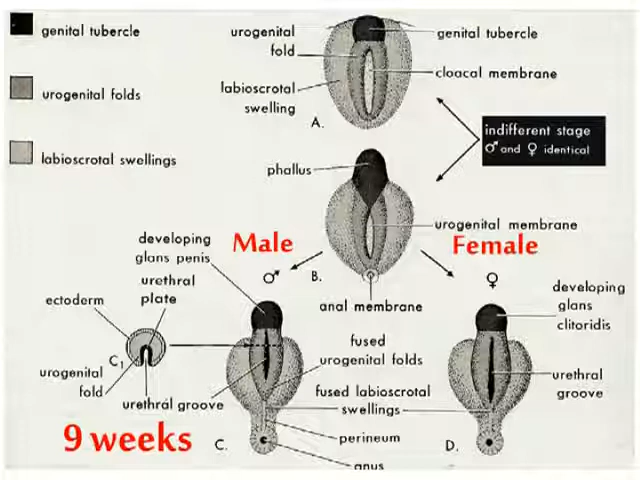 genital tubercle
urogenital folds
labioscrotal swellings
urogenital
fold
genital tubercle
cloacal membrane
labioscrotal
swelling
A.
indifferent stage
♂ and ♀ identical
phallus
urogenital membrane
B.
anal membrane
Male
Female
♂
♀
developing
glans penis
urethral
plate
ectoderm
C1
urogenital
fold
urethral groove
fused
urogenital folds
fused labioscrotal
swellings
perineum
anus
C.
developing
glans
clitoridis
urethral
groove
D.
9 weeks